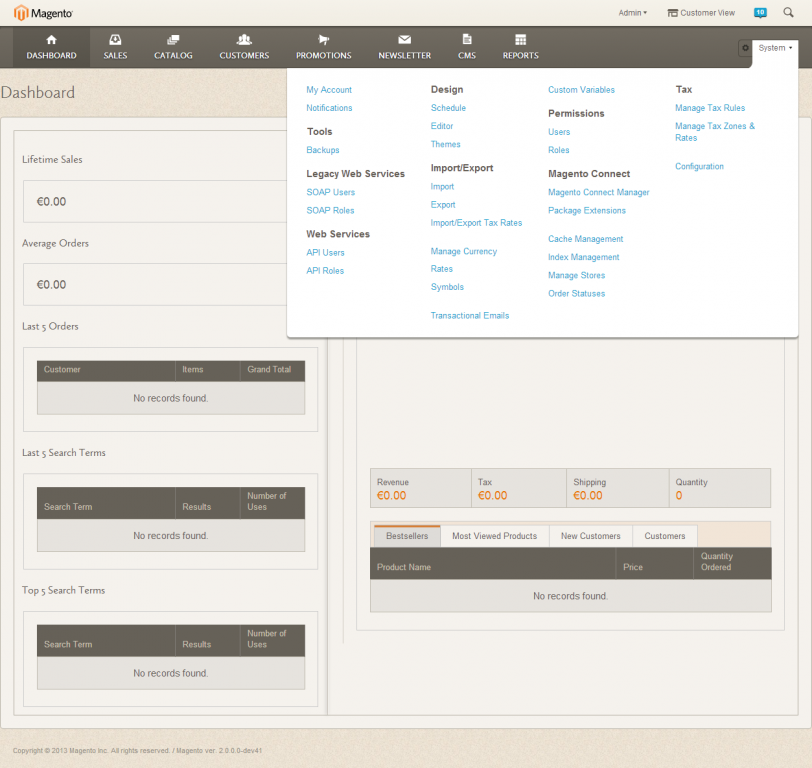 Magento
Admin
Customer View
10
DASHBOARD
SALES
CATALOG
CUSTOMERS
PROMOTIONS
NEWSLETTER
CMS
REPORTS
System
My Account
Notifications
Tools
Backups
Legacy Web Services
SOAP Users
SOAP Roles
Web Services
API Users
API Roles
Design
Schedule
Editor
Themes
Import/Export
Import
Export
Import/Export Tax Rates
Manage Currency
Rates
Symbols
Transactional Emails
Custom Variables
Permissions
Users
Roles
Magento Connect
Magento Connect Manager
Package Extensions
Cache Management
Index Management
Manage Stores
Order Statuses
Tax
Manage Tax Rules
Manage Tax Zones &
Rates
Configuration
Dashboard
Lifetime Sales
€0.00
Average Orders
€0.00
Last 5 Orders
Customer Items Grand Total
No records found.
Last 5 Search Terms
Search Term Results Number of
Uses
No records found.
Top 5 Search Terms
Search Term Results Number of
Uses
No records found.
Revenue Tax Shipping Quantity
€0.00 €0.00 €0.00 0
Bestsellers Most Viewed Products New Customers Customers
Product Name Price Quantity
Ordered
No records found.
Copyright © 2013 Magento Inc. All rights reserved. / Magento ver. 2.0.0.0-dev41